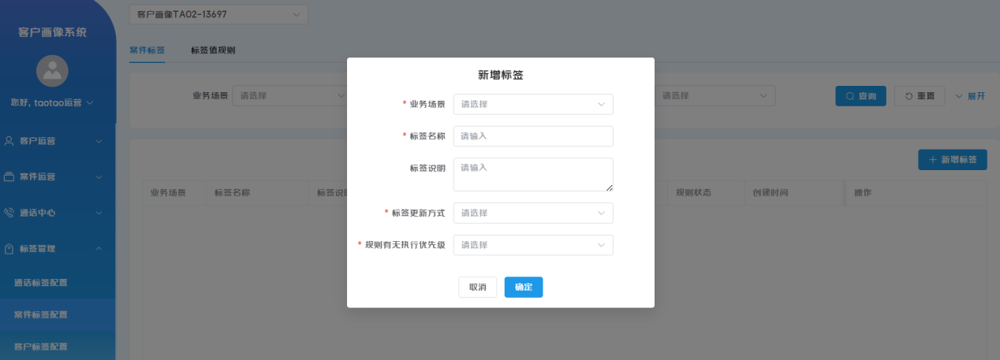 客户画像系统
您好, taotao运营
客户运营
案件运营
通话中心
标签管理
通话标签配置
案件标签配置
客户标签配置
客户画像TA02-13697
案件标签 标签值规则
业务场景 请选择 请选择 查询 重置 展开
新增标签
业务场景 标签名称 标签说明 规则状态 创建时间 操作
新增标签
* 业务场景 请选择
* 标签名称 请输入
标签说明 请输入
* 标签更新方式 请选择
* 规则有无执行优先级 请选择
取消 确定